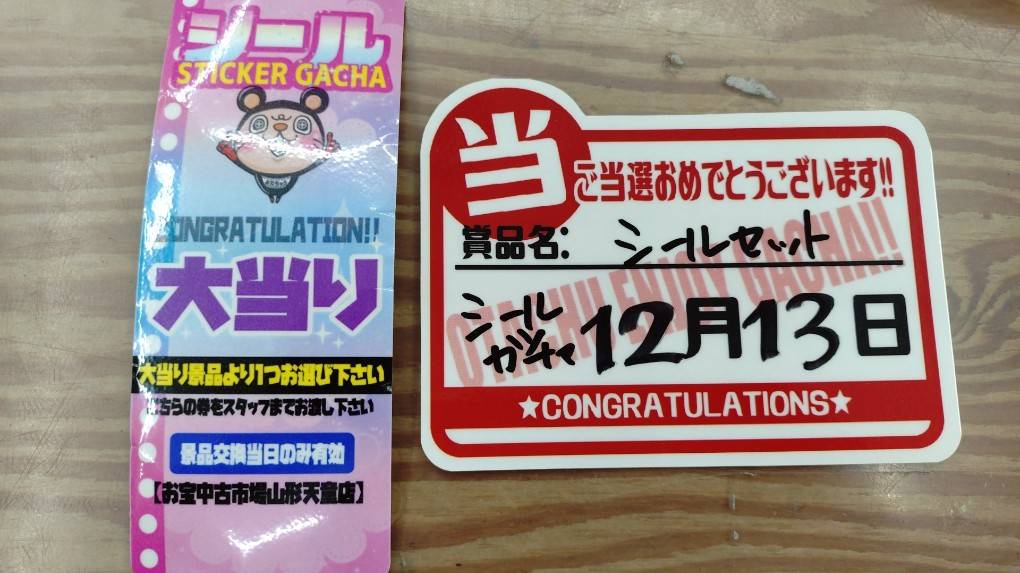 シール
STICKER GACHA
CONGRATULATION!!
大当り
大当り景品より1つお選び下さい
こちらの券をスタッフまでお渡し下さい
景品交換当日のみ有効
【お宝中古市場山形天童店】
当
ご当選おめでとうございます!!
賞品名: シールセット
シール
ガチャ 12月13日
OTACHU ENJOY GACHA!!
★CONGRATULATIONS★